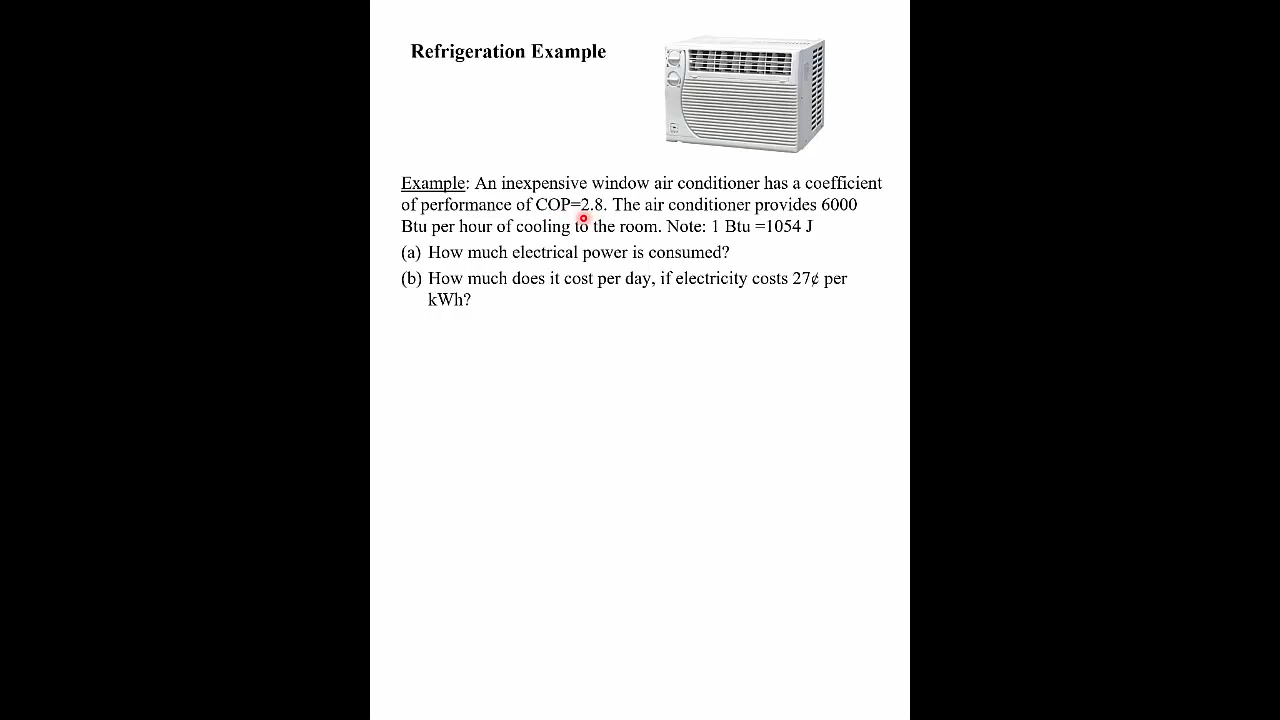 Refrigeration Example
Example: An inexpensive window air conditioner has a coefficient
of performance of COP=2.8. The air conditioner provides 6000
Btu per hour of cooling to the room. Note: 1 Btu =1054 J
(a) How much electrical power is consumed?
(b) How much does it cost per day, if electricity costs 27¢ per
kWh?